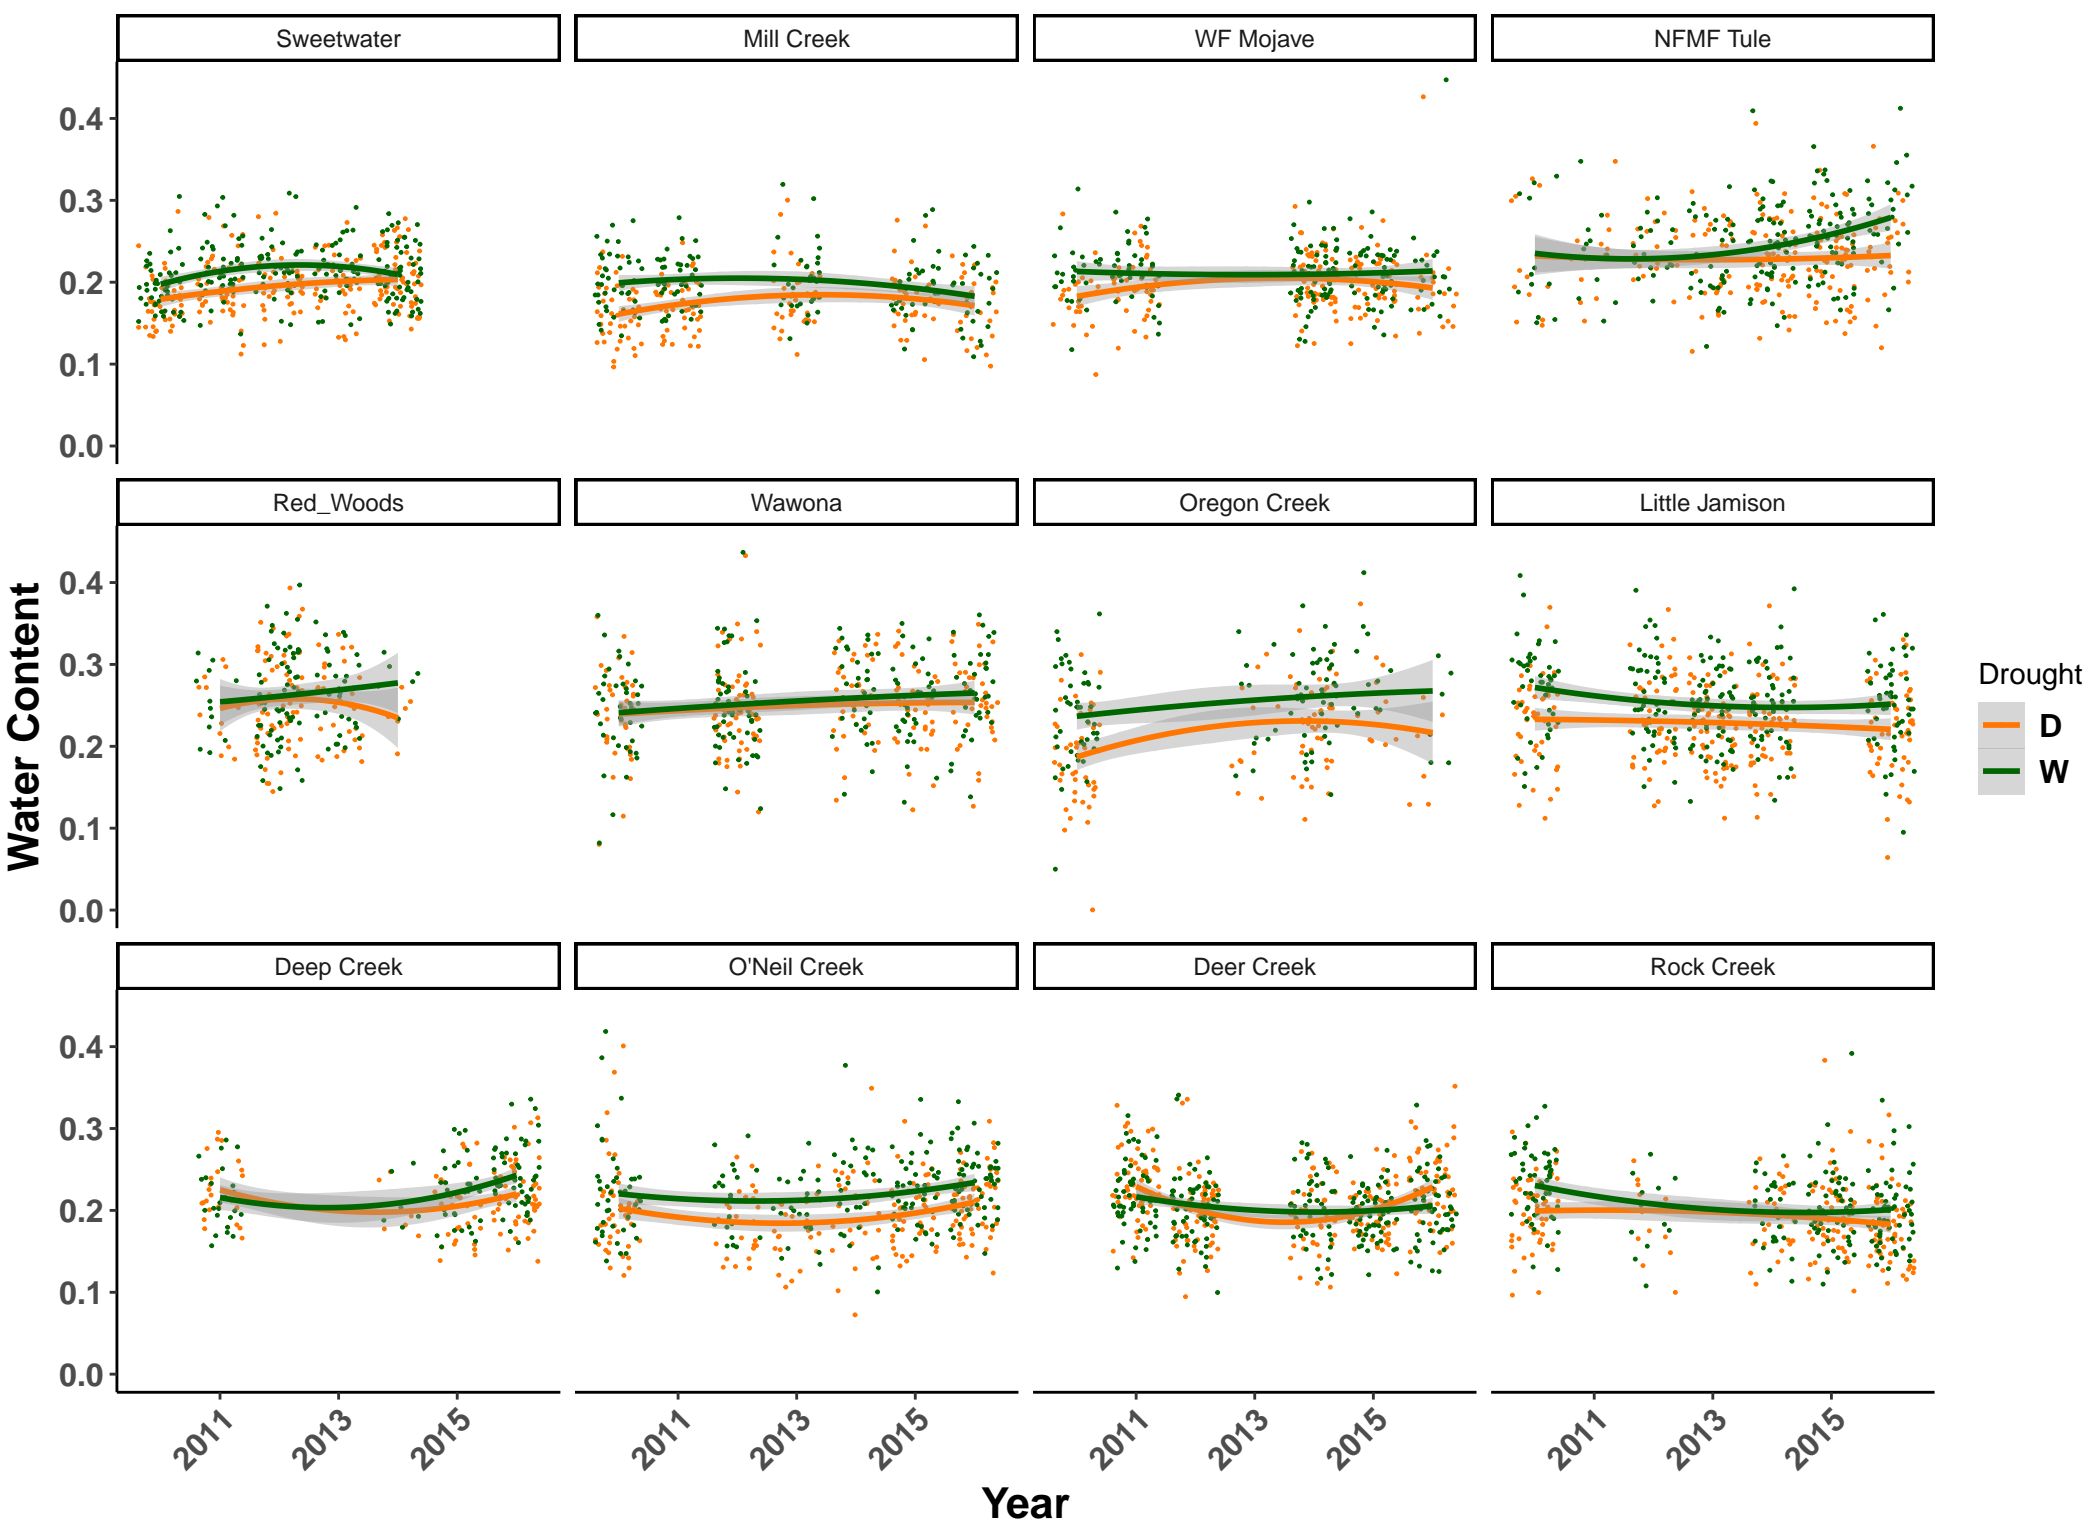 Sweetwater Mill Creek WF Mojave NFMF Tule
0.4
0.3
0.2
0.1
0.0
Red_Woods Wawona Oregon Creek Little Jamison
0.4
0.3
0.2
0.1
0.0
Deep Creek O'Neil Creek Deer Creek Rock Creek
0.4
0.3
0.2
0.1
0.0
2011 2013 2015 2011 2013 2015 2011 2013 2015 2011 2013 2015
Year
Water Content
Drought
D
W